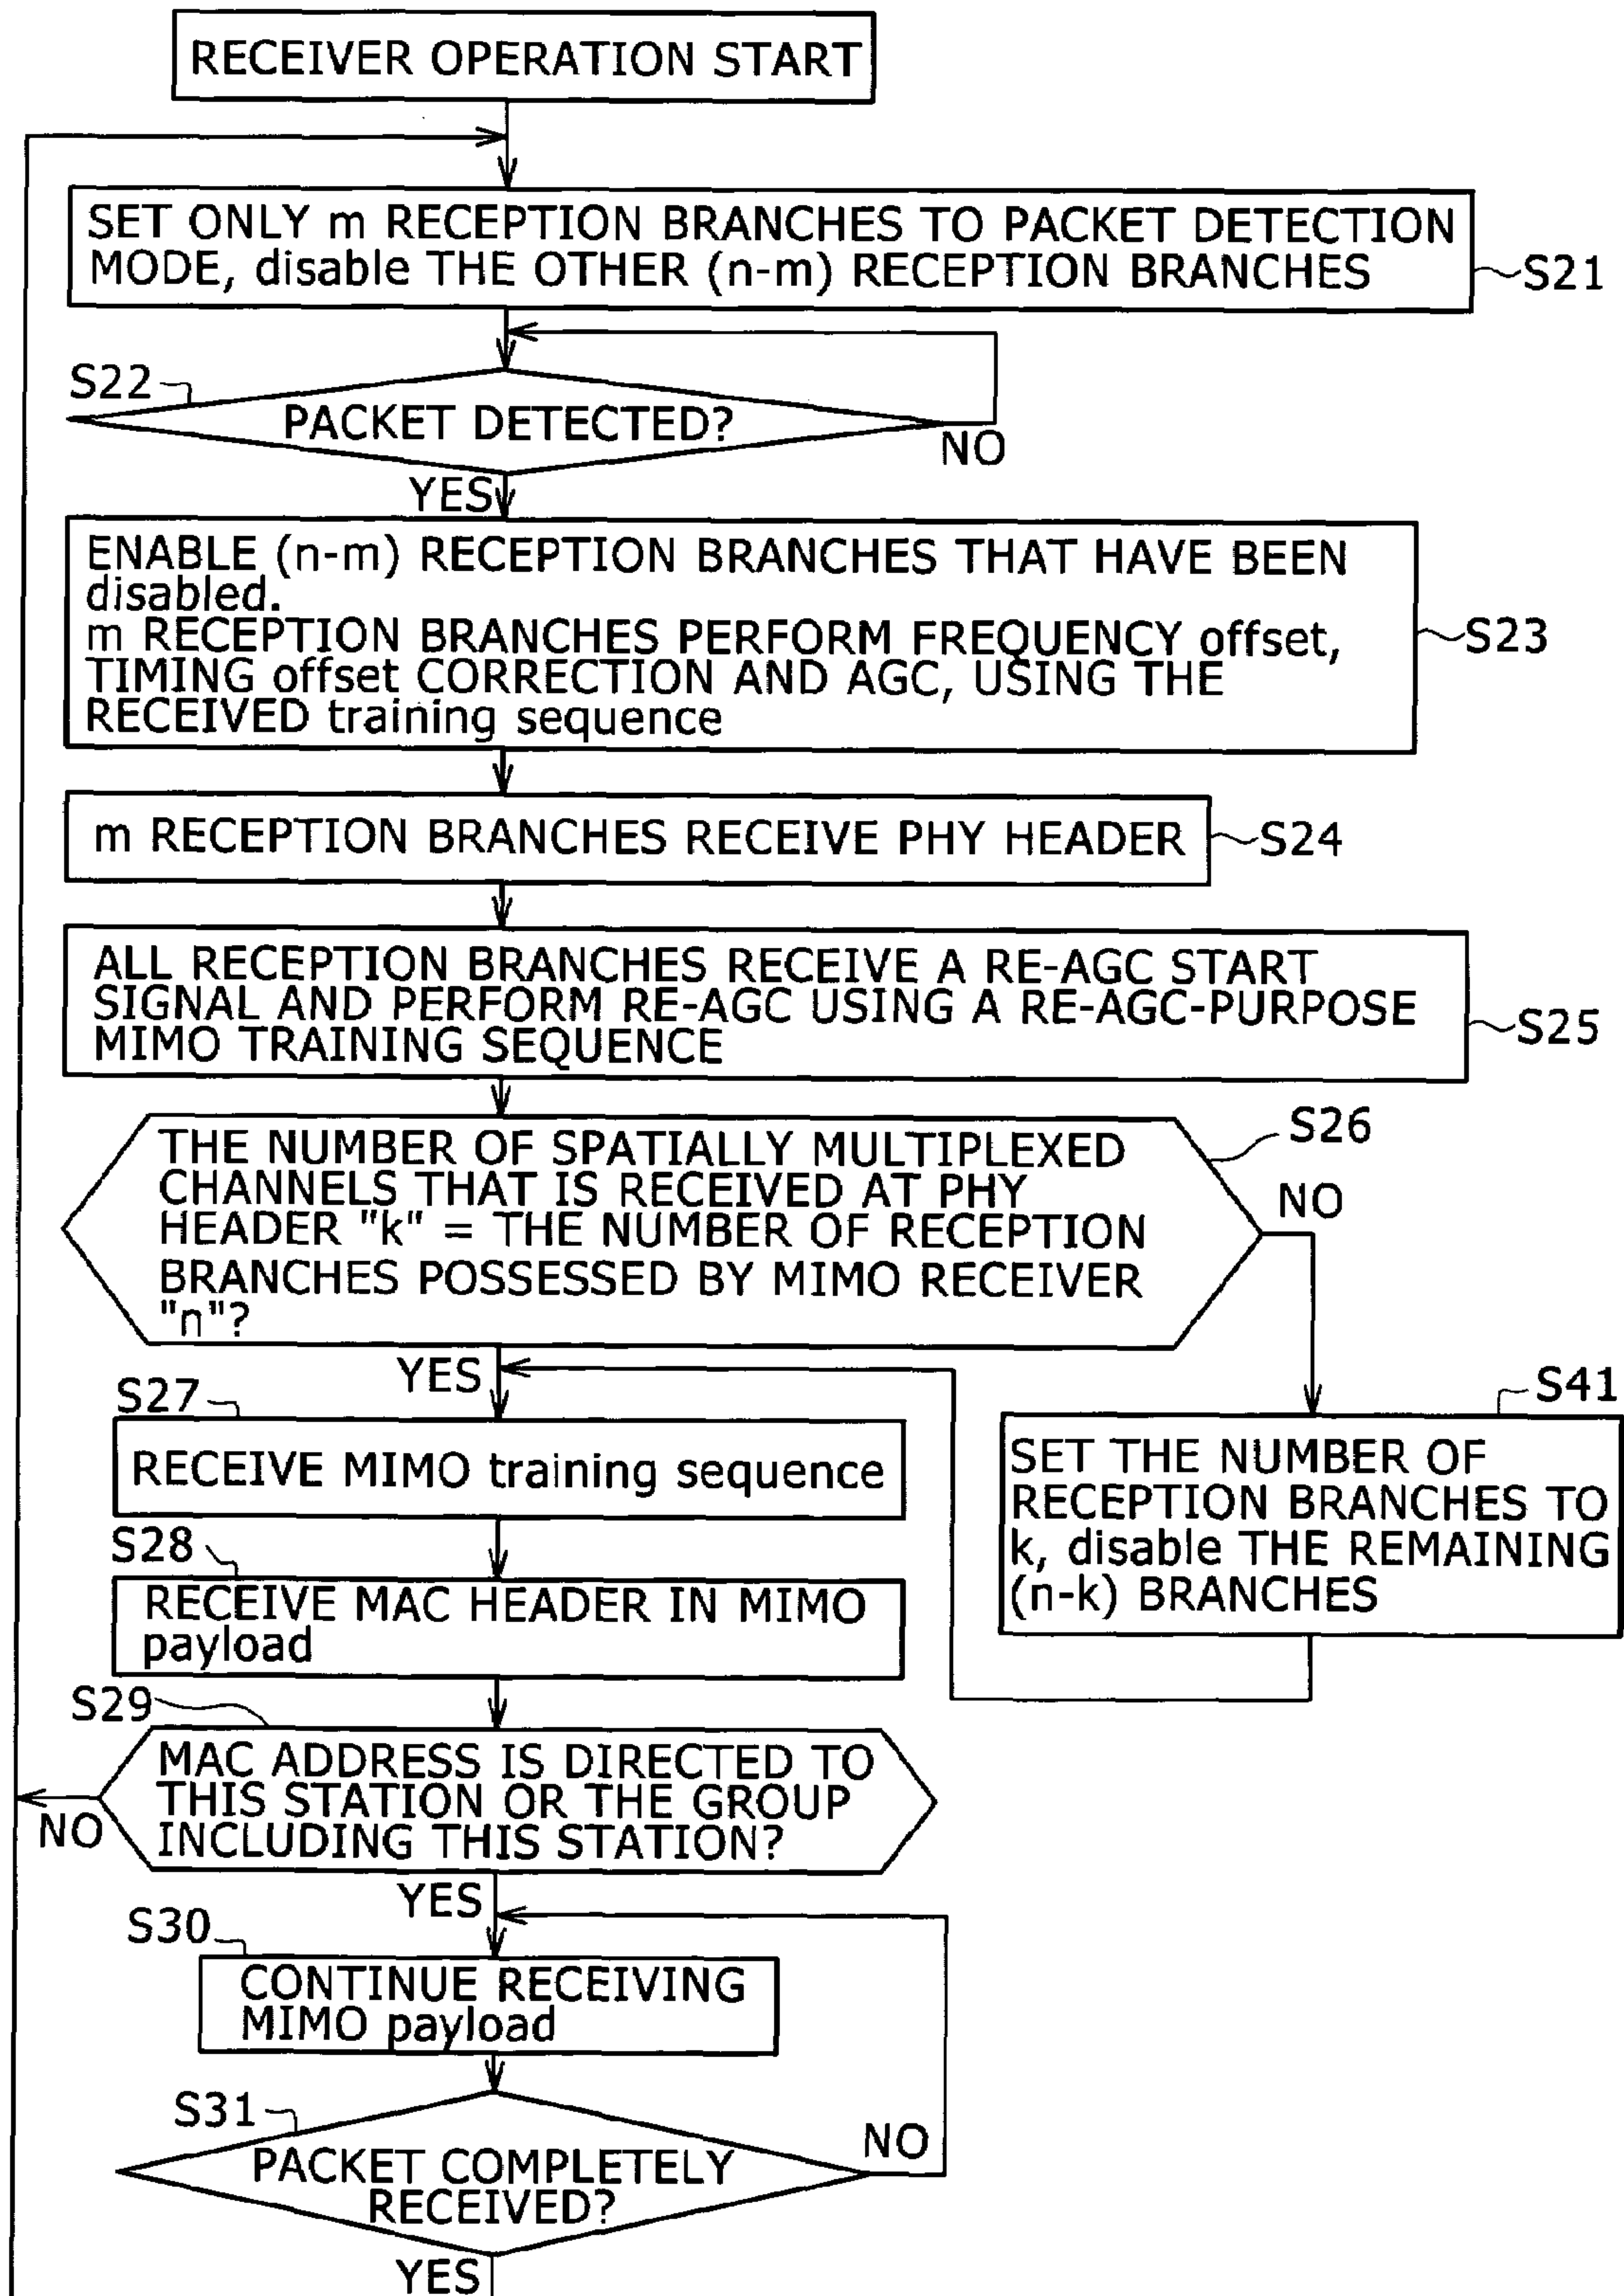 RECEIVER OPERATION START
SET ONLY m RECEPTION BRANCHES TO PACKET DETECTION
MODE, disable THE OTHER (n-m) RECEPTION BRANCHES
S21
S22
PACKET DETECTED?
NO
YES
ENABLE (n-m) RECEPTION BRANCHES THAT HAVE BEEN
disabled.
m RECEPTION BRANCHES PERFORM FREQUENCY offset,
TIMING offset CORRECTION AND AGC, USING THE
RECEIVED training sequence
S23
m RECEPTION BRANCHES RECEIVE PHY HEADER
S24
ALL RECEPTION BRANCHES RECEIVE A RE-AGC START
SIGNAL AND PERFORM RE-AGC USING A RE-AGC-PURPOSE
MIMO TRAINING SEQUENCE
S25
THE NUMBER OF SPATIALLY MULTIPLEXED
CHANNELS THAT IS RECEIVED AT PHY
HEADER "k" = THE NUMBER OF RECEPTION
BRANCHES POSSESSED BY MIMO RECEIVER
"n"?
S26
NO
YES
S41
SET THE NUMBER OF
RECEPTION BRANCHES TO
k, disable THE REMAINING
(n-k) BRANCHES
S27
RECEIVE MIMO training sequence
S28
RECEIVE MAC HEADER IN MIMO
payload
S29
MAC ADDRESS IS DIRECTED TO
THIS STATION OR THE GROUP
INCLUDING THIS STATION?
NO
YES
S30
CONTINUE RECEIVING
MIMO payload
S31
PACKET COMPLETELY
RECEIVED?
NO
YES